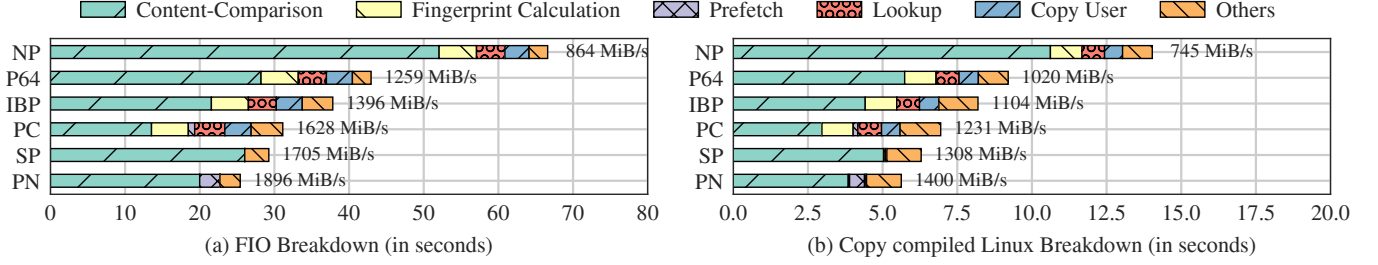 Content-Comparison Fingerprint Calculation Prefetch Lookup Copy User Others
NP 864 MiB/s
P64 1259 MiB/s
IBP 1396 MiB/s
PC 1628 MiB/s
SP 1705 MiB/s
PN 1896 MiB/s
0 10 20 30 40 50 60 70 80
(a) FIO Breakdown (in seconds)
NP 745 MiB/s
P64 1020 MiB/s
IBP 1104 MiB/s
PC 1231 MiB/s
SP 1308 MiB/s
PN 1400 MiB/s
0.0 2.5 5.0 7.5 10.0 12.5 15.0 17.5 20.0
(b) Copy compiled Linux Breakdown (in seconds)